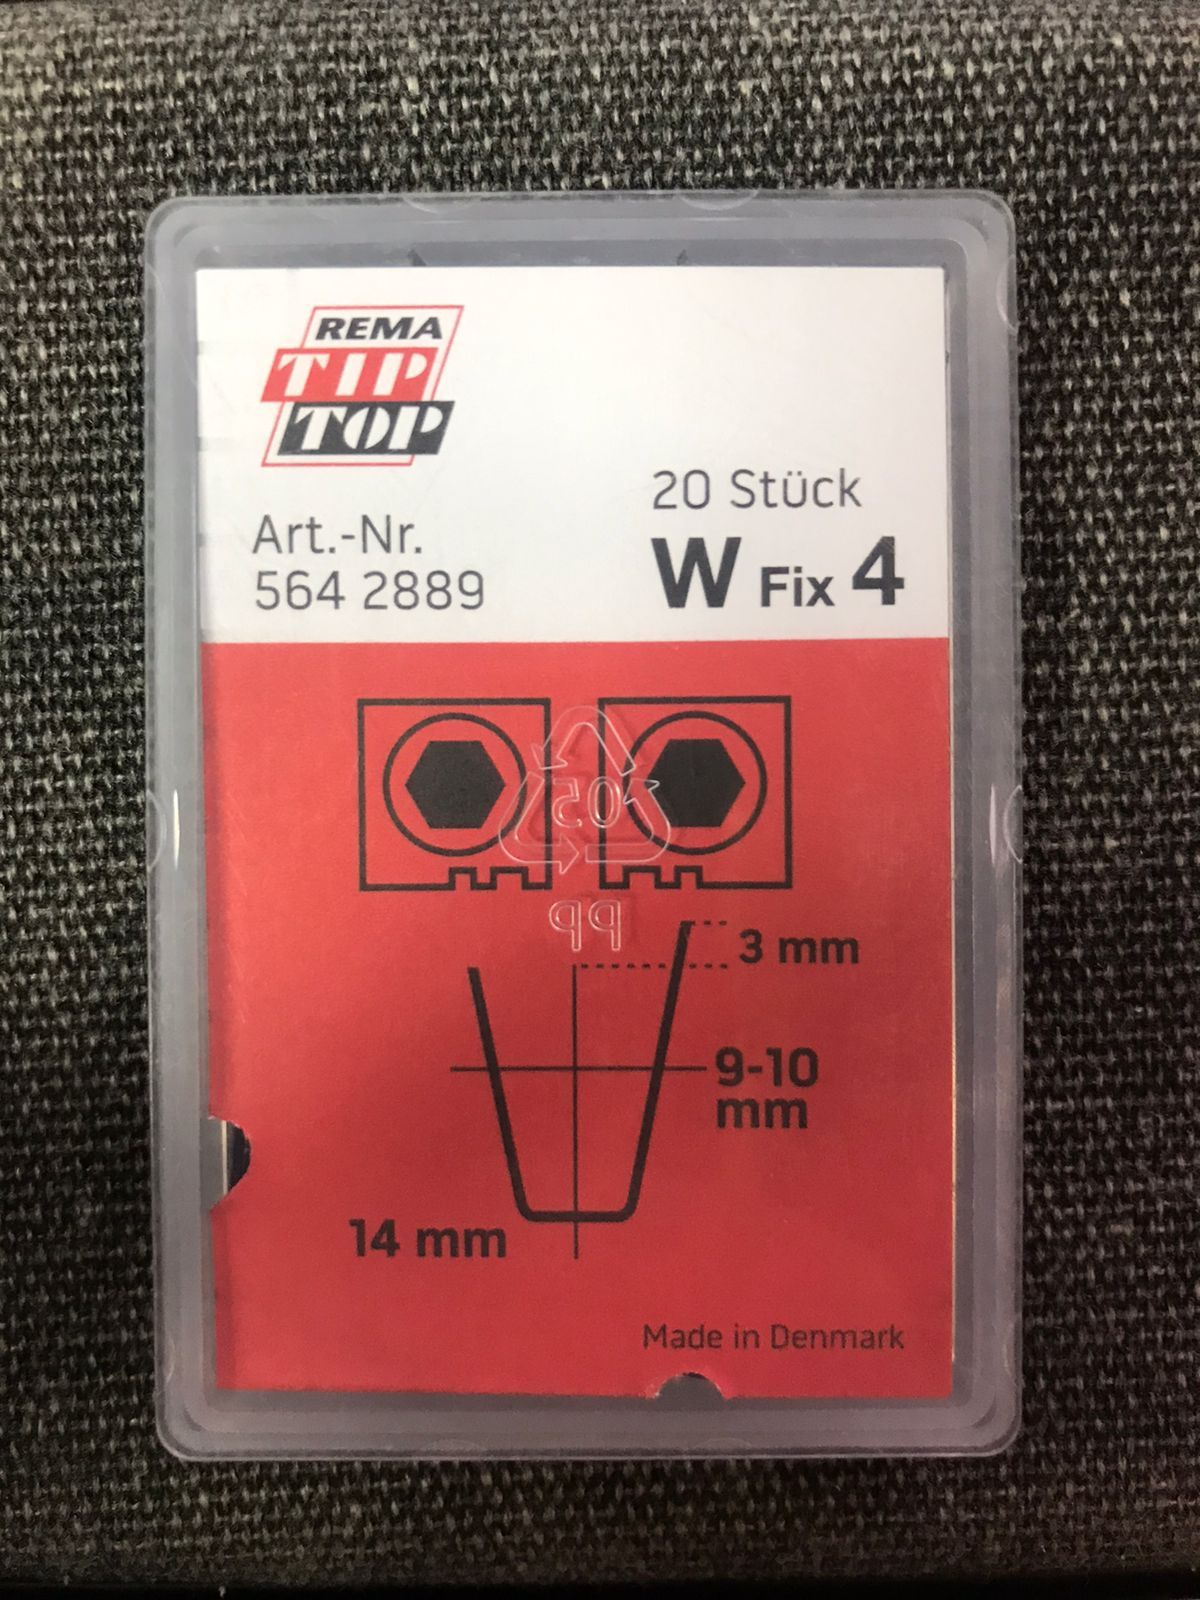 REMA
TIP
TOP
20 Stück
Art.-Nr.
564 2889
W Fix 4
05
PP
3 mm
9-10
mm
14 mm
Made in Denmark